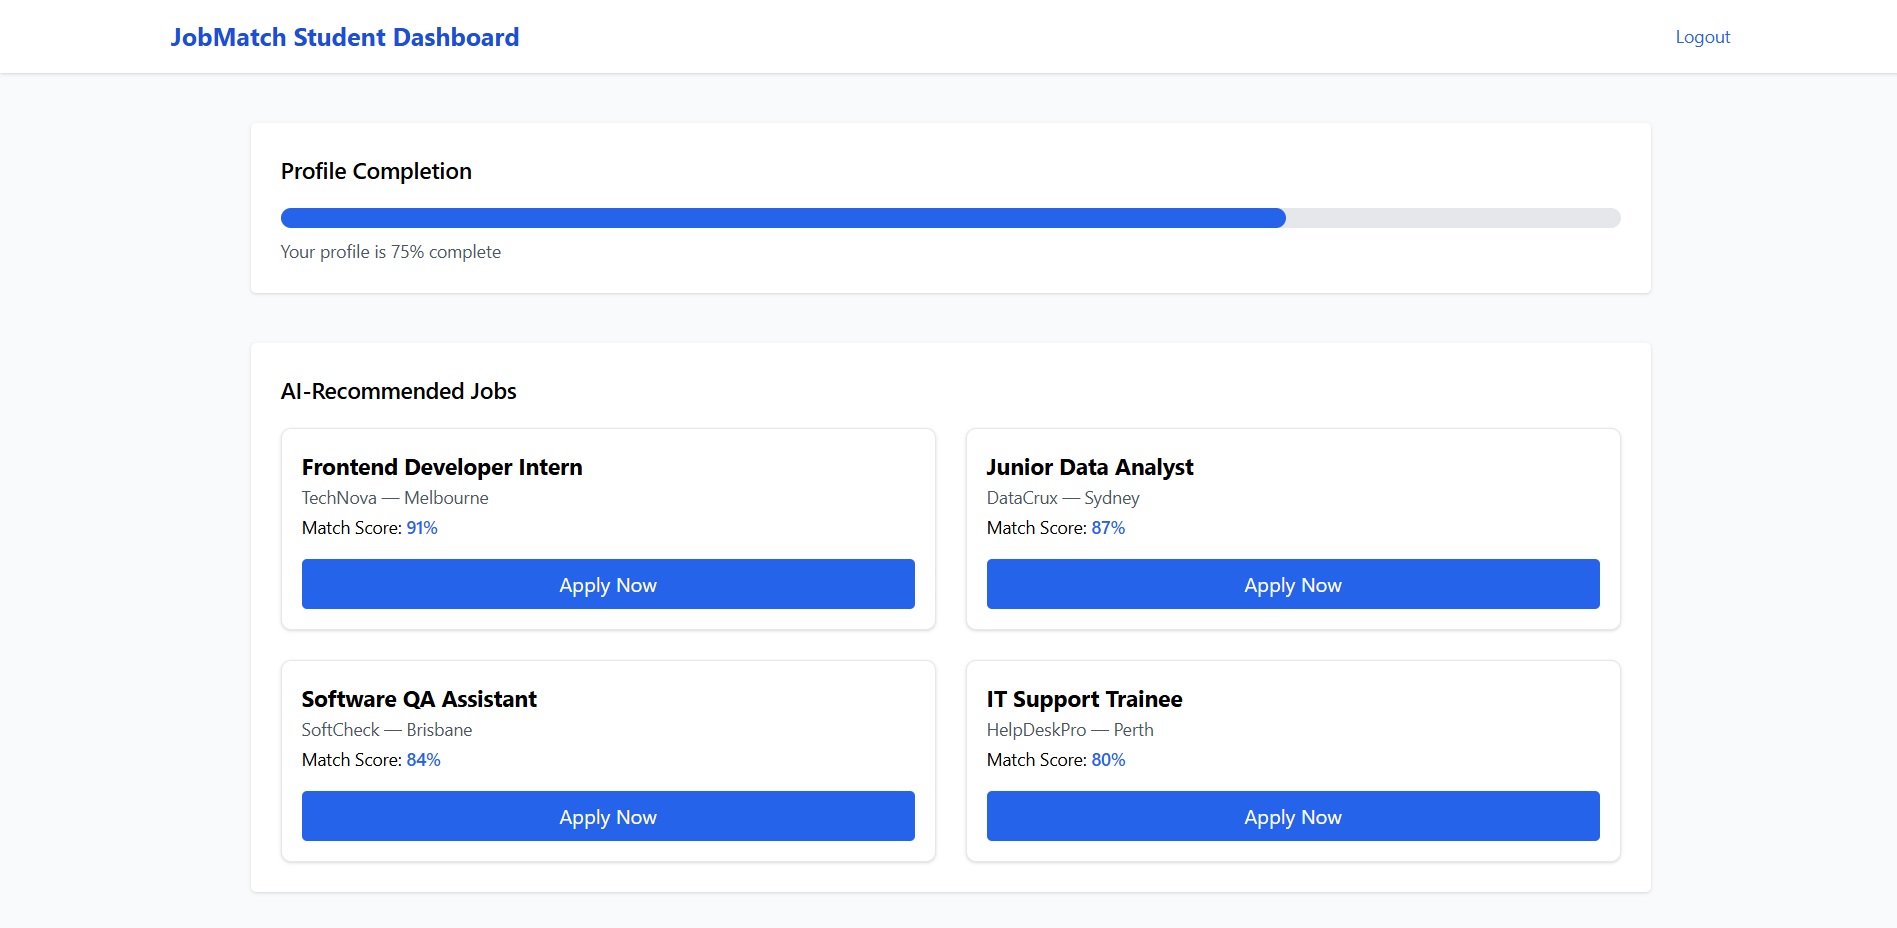 JobMatch Student Dashboard
Logout
Profile Completion
Your profile is 75% complete
AI-Recommended Jobs
Frontend Developer Intern
TechNova — Melbourne
Match Score: 91%
Apply Now
Junior Data Analyst
DataCrux — Sydney
Match Score: 87%
Apply Now
Software QA Assistant
SoftCheck — Brisbane
Match Score: 84%
Apply Now
IT Support Trainee
HelpDeskPro — Perth
Match Score: 80%
Apply Now